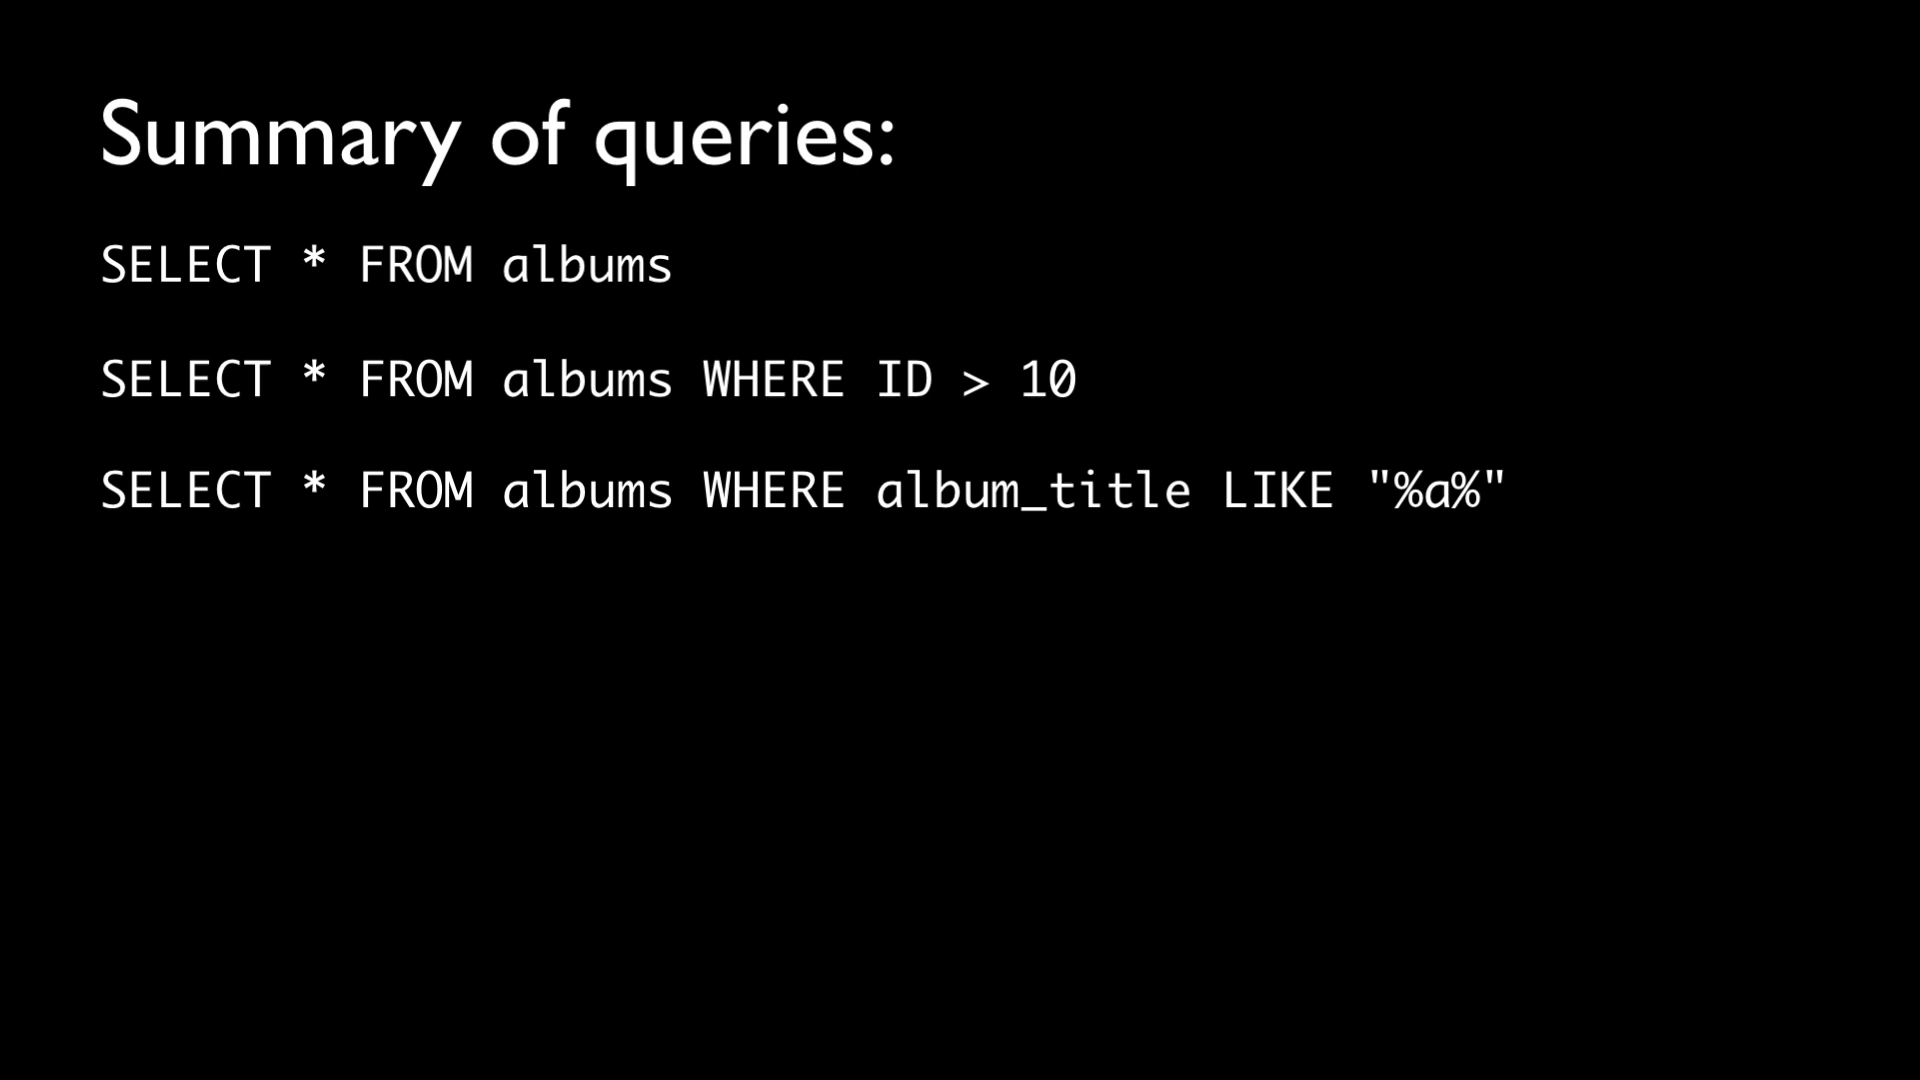 Summary of queries:
SELECT * FROM albums
SELECT * FROM albums WHERE ID > 10
SELECT * FROM albums WHERE album_title LIKE "%a%"